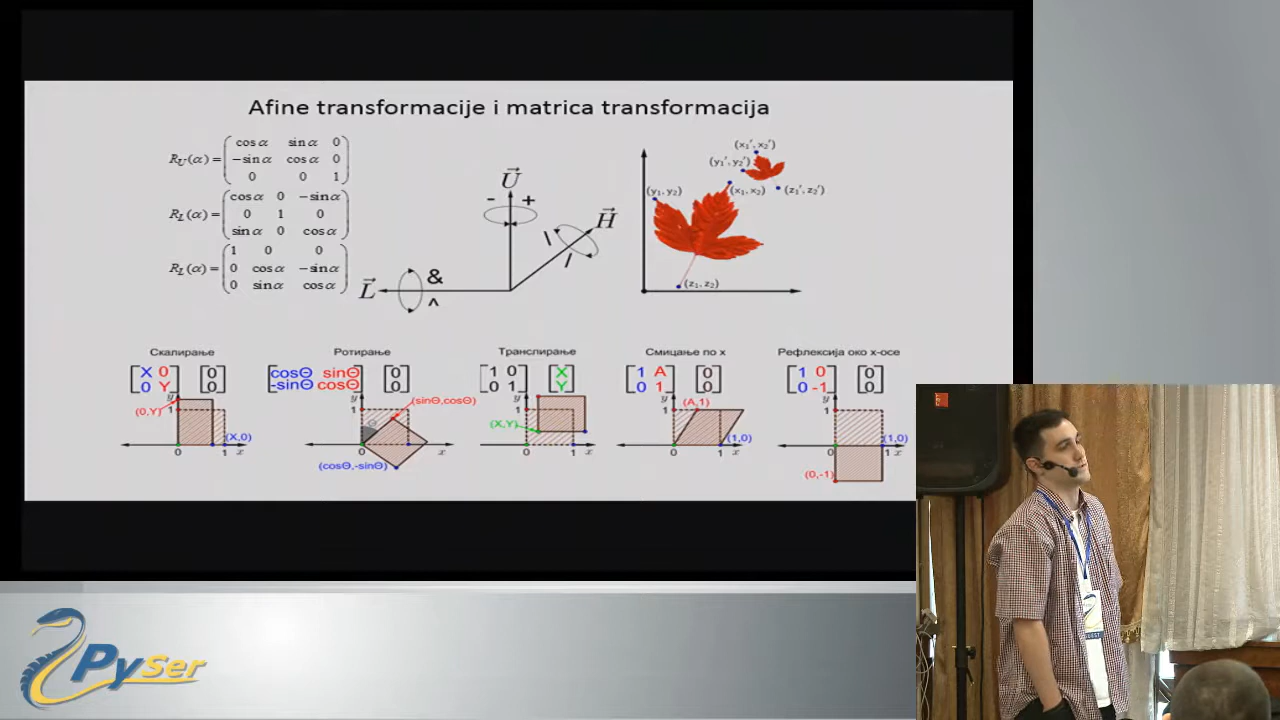 Afine transformacije i matrica transformacija
R_U(α) = ( cos α sin α 0
-sin α cos α 0
0 0 1 )
R_L(α) = ( cos α 0 -sin α
0 1 0
sin α 0 cos α )
R_L(α) = ( 1 0 0
0 cos α -sin α
0 sin α cos α )
U
- +
H
\
/
L
&
^
(x₁', x₂')
(y₁', y₂')
(z₁', z₂')
(y₁, y₂)
(x₁, x₂)
(z₁, z₂)
Скалирање
[X 0] [0]
[0 Y] [0]
y
1
(0,Y)
(X,0)
0 1 x
Ротирање
[cosΘ sinΘ] [0]
[-sinΘ cosΘ] [0]
y
1
(sinΘ,cosΘ)
Θ
0 x
(cosΘ,-sinΘ)
Транслирање
[1 0] [X]
[0 1] [Y]
y
1
(X,Y)
0 1 x
Смицање по x
[1 A] [0]
[0 1] [0]
y
1
(A,1)
(1,0)
0 1 x
Рефлексија око x-осе
[1 0] [0]
[0 -1] [0]
y
1
(1,0)
0 1 x
(0,-1)
PySer